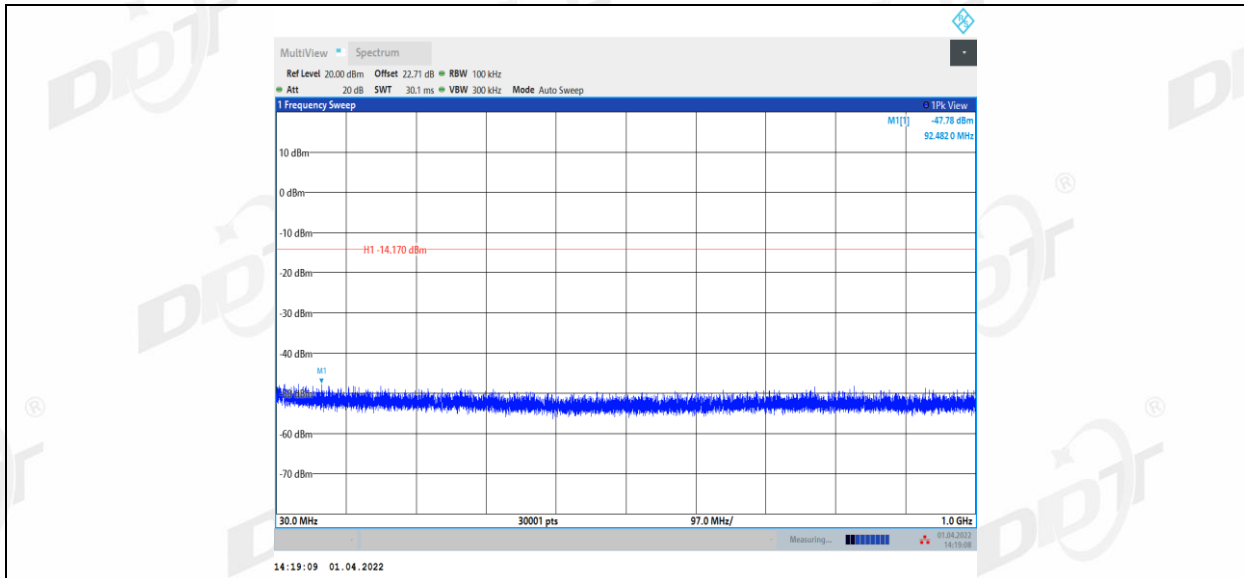 MultiView Spectrum
Ref Level 20.00 dBm Offset 22.71 dB RBW 100 kHz
Att 20 dB SWT 30.1 ms VBW 300 kHz Mode Auto Sweep
1 Frequency Sweep 1Pk View
M1[1] -47.78 dBm
92.482 0 MHz
10 dBm
0 dBm
-10 dBm
H1 -14.170 dBm
-20 dBm
-30 dBm
-40 dBm
M1
-60 dBm
-70 dBm
30.0 MHz 30001 pts 97.0 MHz/ 1.0 GHz
Measuring... 01.04.2022
14:19:08
14:19:09 01.04.2022
DDT ®